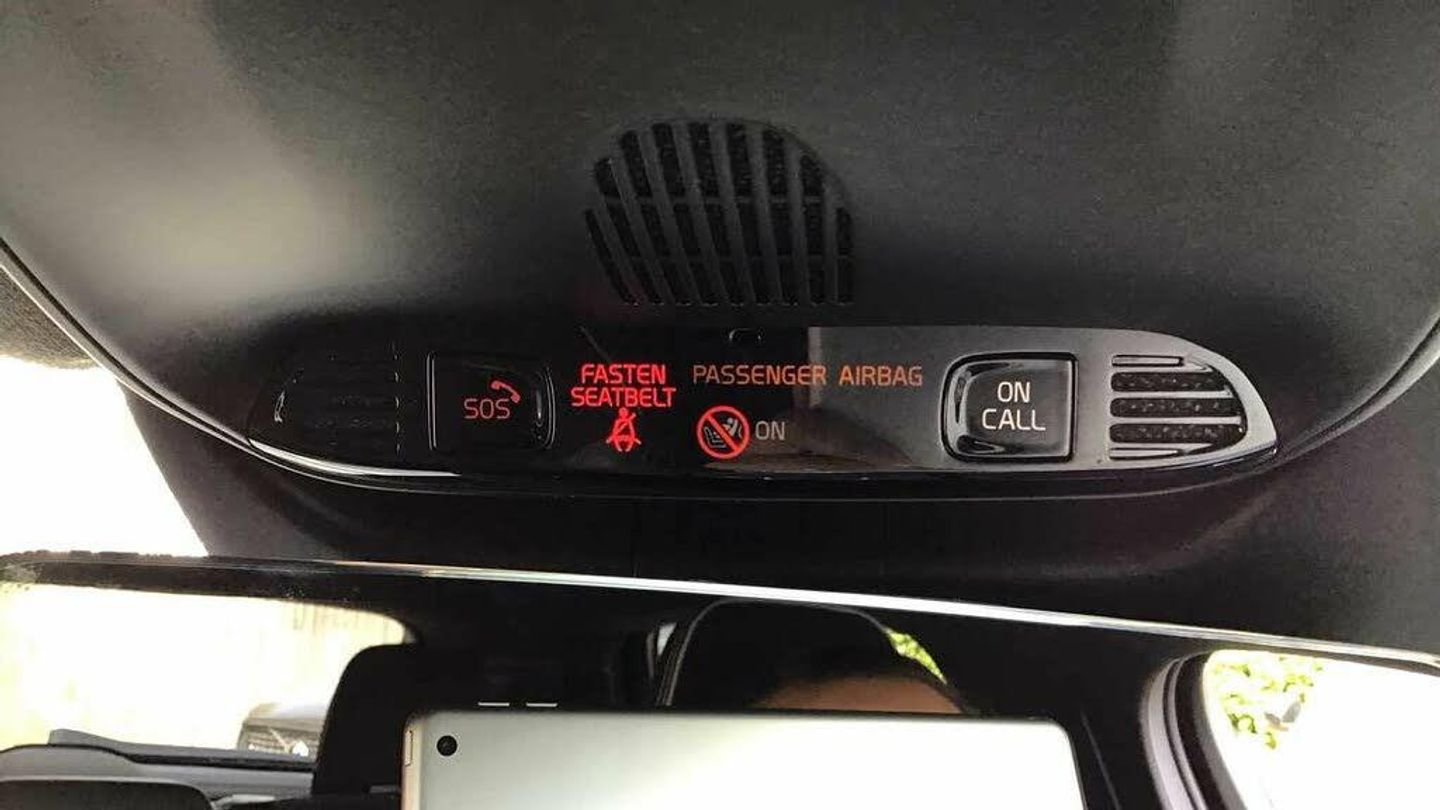 SOS
FASTEN
SEATBELT
PASSENGER AIRBAG
ON
ON
CALL